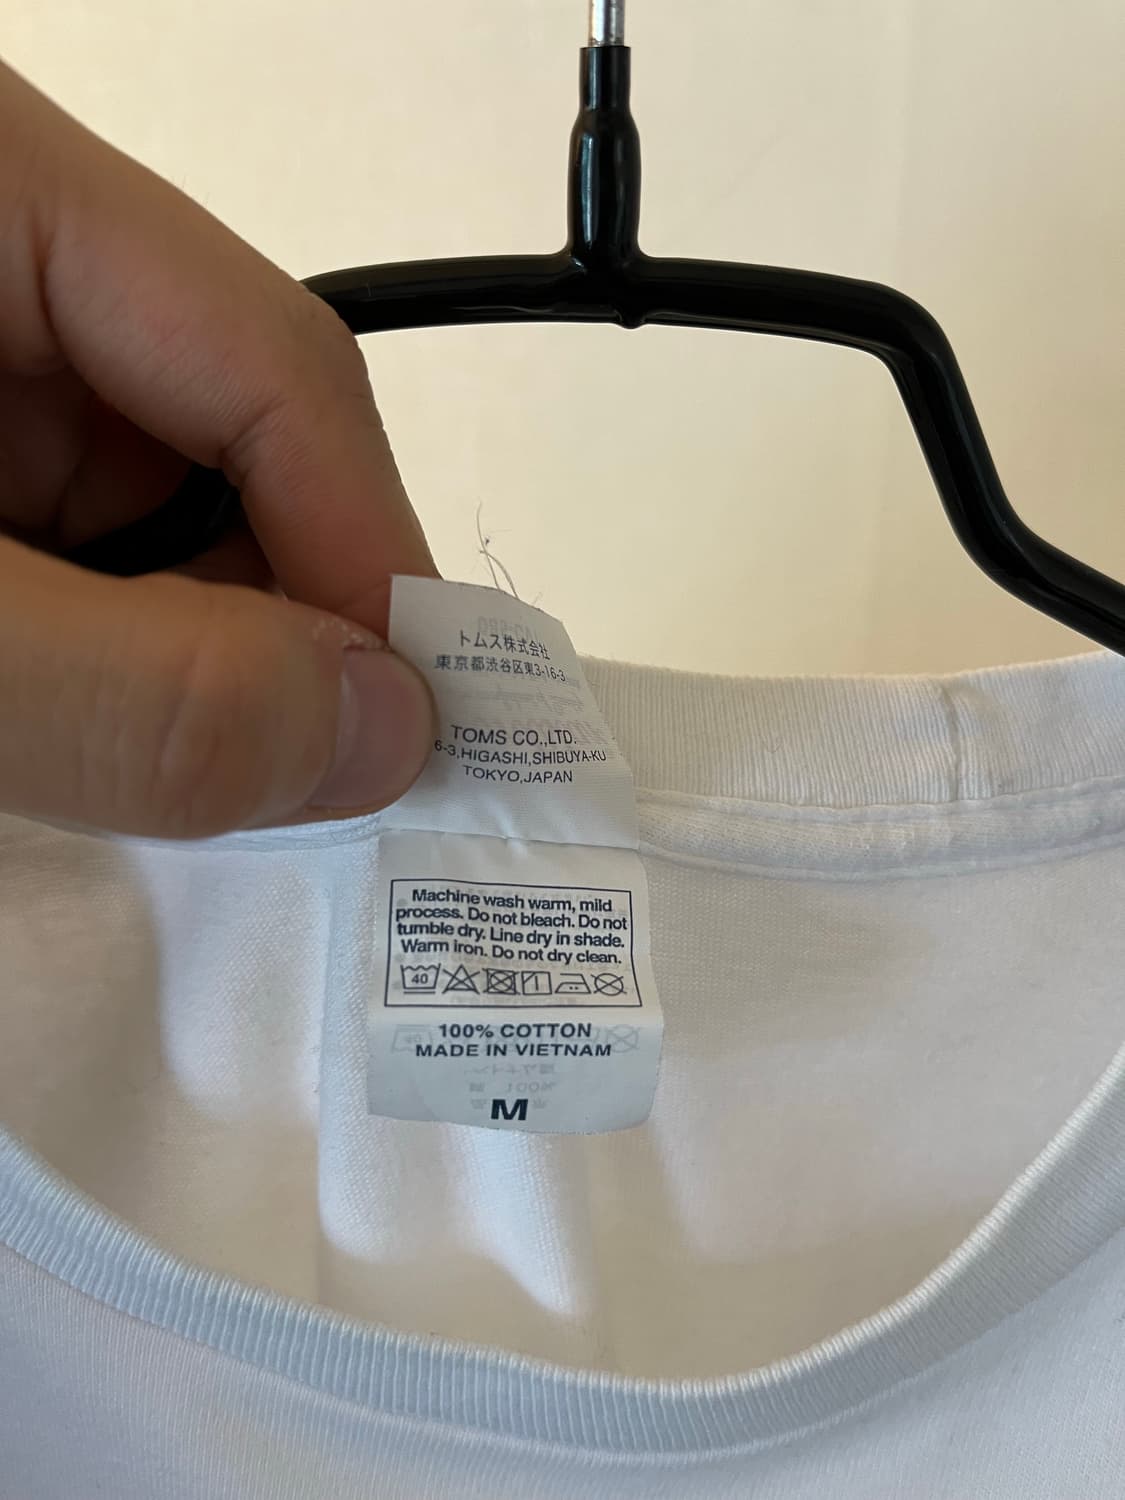 トムス株式会社
東京都渋谷区東3-16-3
TOMS CO.,LTD.
6-3,HIGASHI,SHIBUYA-KU
TOKYO,JAPAN
Machine wash warm, mild
process. Do not bleach. Do not
tumble dry. Line dry in shade.
Warm iron. Do not dry clean.
40
100% COTTON
MADE IN VIETNAM
M